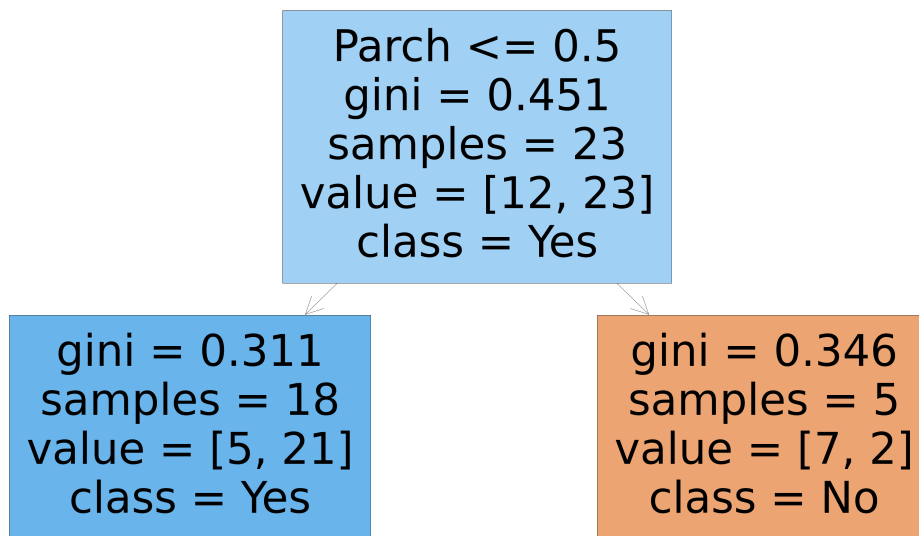 Parch <= 0.5
gini = 0.451
samples = 23
value = [12, 23]
class = Yes
gini = 0.311
samples = 18
value = [5, 21]
class = Yes
gini = 0.346
samples = 5
value = [7, 2]
class = No